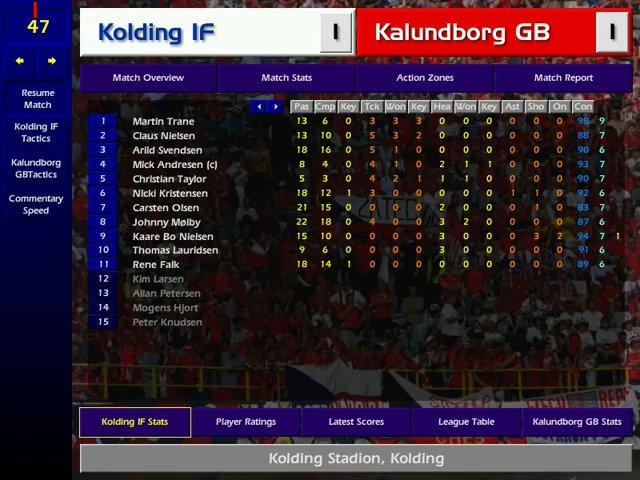 47
Kolding IF 1 Kalundborg GB 1
Match Overview Match Stats Action Zones Match Report
Resume Match
Kolding IF Tactics
Kalundborg GBTactics
Commentary Speed
Pas Cmp Key Tck Won Key Hea Won Key Ast Sho On Con
1 Martin Trane 13 6 0 3 3 3 0 0 0 0 0 0 98 9
2 Claus Nielsen 13 10 0 5 3 2 0 0 0 0 0 0 88 7
3 Arild Svendsen 18 16 0 5 1 0 0 0 0 0 0 0 90 6
4 Mick Andresen (c) 8 4 0 4 1 0 2 1 1 0 0 0 93 7
5 Christian Taylor 5 3 0 4 2 1 1 1 0 0 0 0 90 7
6 Nicki Kristensen 18 12 1 3 0 0 0 0 0 1 1 0 92 6
7 Carsten Olsen 21 15 0 0 0 0 2 0 0 0 1 0 83 7
8 Johnny Mølby 22 18 0 4 0 0 3 2 0 0 0 0 87 6
9 Kaare Bo Nielsen 15 10 0 0 0 0 3 0 0 0 3 2 94 7 1
10 Thomas Lauridsen 9 6 0 0 0 0 3 0 0 0 0 0 91 6
11 Rene Falk 18 14 1 0 0 0 0 0 0 0 0 0 89 6
12 Kim Larsen
13 Allan Petersen
14 Mogens Hjort
15 Peter Knudsen
Kolding IF Stats Player Ratings Latest Scores League Table Kalundborg GB Stats
Kolding Stadion, Kolding